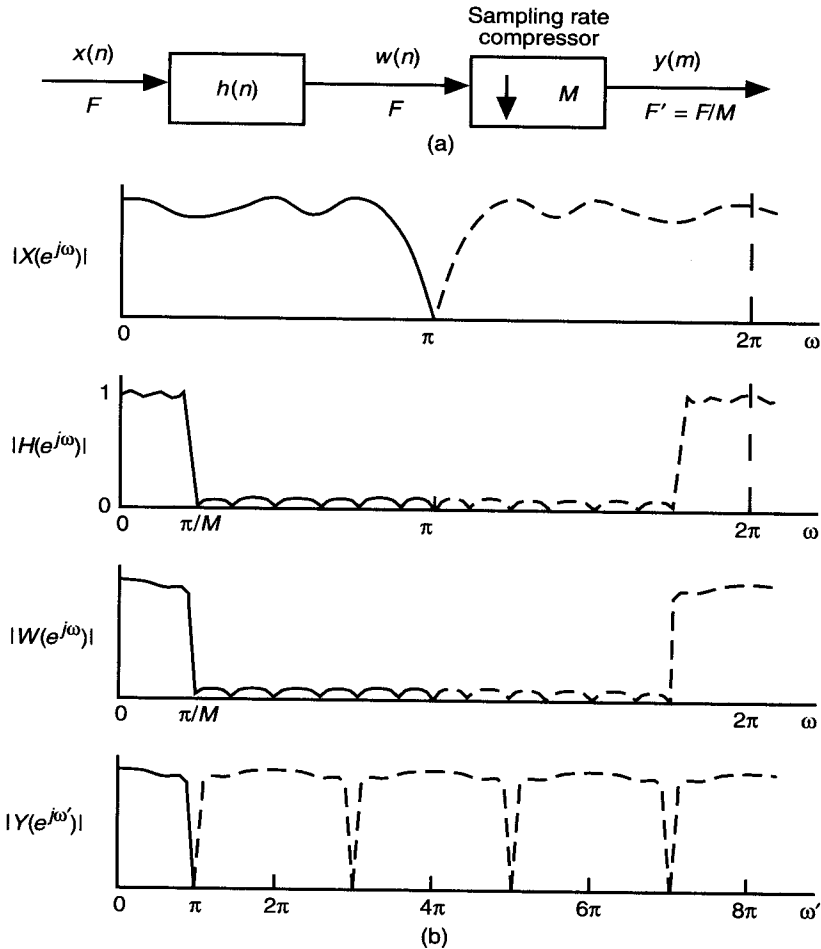 Sampling rate
compressor
x(n)
w(n)
y(m)
h(n)
M
F
F
F' = F/M
(a)
|X(e^{jω})|
0
π
2π
ω
1
|H(e^{jω})|
0
0
π/M
π
2π
ω
|W(e^{jω})|
0
π/M
2π
ω
|Y(e^{jω'})|
0
π
2π
4π
6π
8π
ω'
(b)